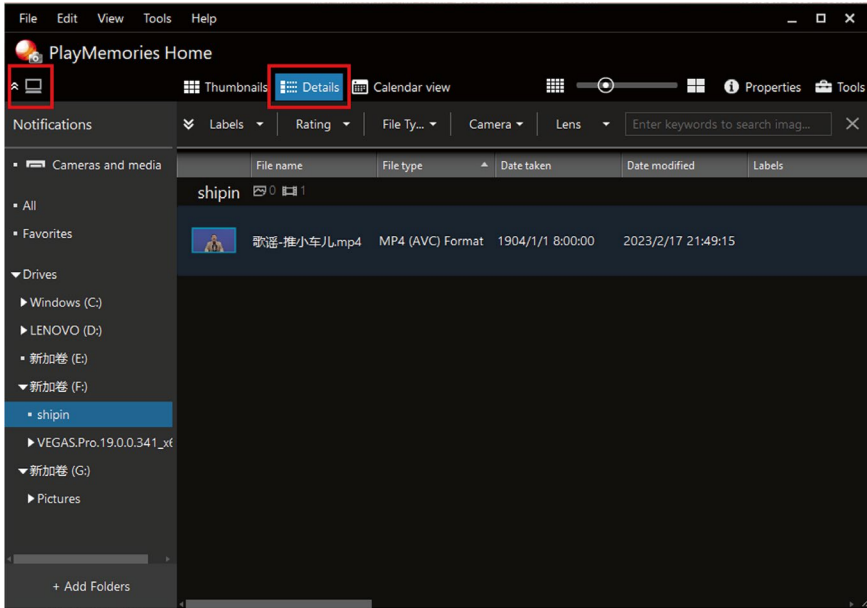 File Edit View Tools Help
PlayMemories Home
Thumbnails Details Calendar view Properties Tools
Notifications Labels Rating File Ty... Camera Lens Enter keywords to search imag...
Cameras and media File name File type Date taken Date modified Labels
shipin 0 1
All
Favorites 歌谣-推小车儿.mp4 MP4 (AVC) Format 1904/1/1 8:00:00 2023/2/17 21:49:15
Drives
Windows (C:)
LENOVO (D:)
新加卷 (E:)
新加卷 (F:)
shipin
VEGAS.Pro.19.0.0.341_x6
新加卷 (G:)
Pictures
+ Add Folders